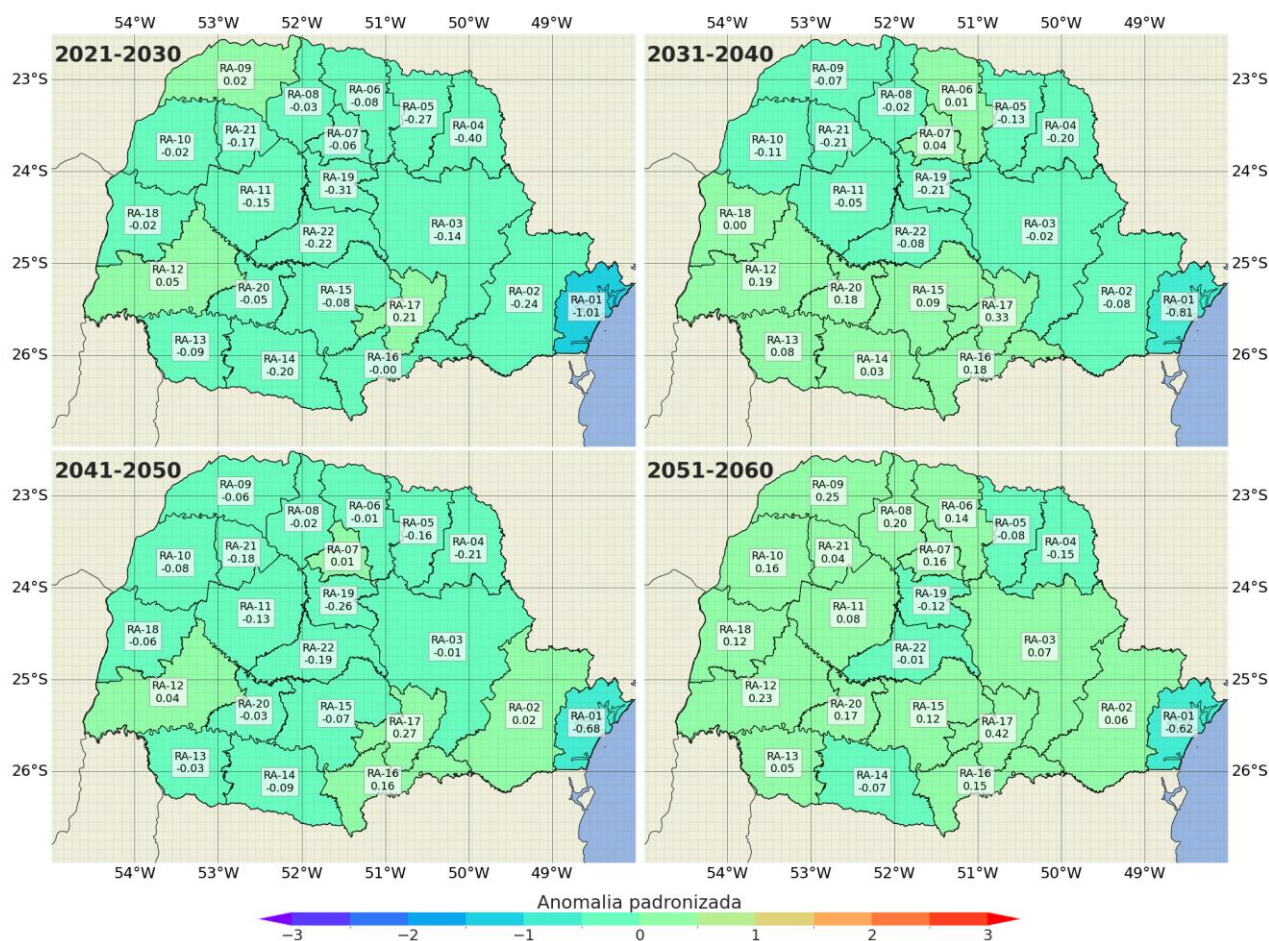 54°W 53°W 52°W 51°W 50°W 49°W 54°W 53°W 52°W 51°W 50°W 49°W
2021-2030
23°S
24°S
25°S
26°S
RA-09
0.02
RA-08
-0.03
RA-06
-0.08
RA-05
-0.27
RA-04
-0.40
RA-10
-0.02
RA-21
-0.17
RA-07
-0.06
RA-11
-0.15
RA-19
-0.31
RA-18
-0.02
RA-22
-0.22
RA-03
-0.14
RA-12
0.05
RA-20
-0.05
RA-15
-0.08
RA-17
0.21
RA-02
-0.24
RA-01
-1.01
RA-13
-0.09
RA-14
-0.20
RA-16
-0.00
2031-2040
23°S
24°S
25°S
26°S
RA-09
-0.07
RA-08
-0.02
RA-06
0.01
RA-05
-0.13
RA-04
-0.20
RA-10
-0.11
RA-21
-0.21
RA-07
0.04
RA-11
-0.05
RA-19
-0.21
RA-18
0.00
RA-22
-0.08
RA-03
-0.02
RA-12
0.19
RA-20
0.18
RA-15
0.09
RA-17
0.33
RA-02
-0.08
RA-01
-0.81
RA-13
0.08
RA-14
0.03
RA-16
0.18
2041-2050
23°S
24°S
25°S
26°S
RA-09
-0.06
RA-08
-0.02
RA-06
-0.01
RA-05
-0.16
RA-04
-0.21
RA-10
-0.08
RA-21
-0.18
RA-07
0.01
RA-11
-0.13
RA-19
-0.26
RA-18
-0.06
RA-22
-0.19
RA-03
-0.01
RA-12
0.04
RA-20
-0.03
RA-15
-0.07
RA-17
0.27
RA-02
0.02
RA-01
-0.68
RA-13
-0.03
RA-14
-0.09
RA-16
0.16
2051-2060
23°S
24°S
25°S
26°S
RA-09
0.25
RA-08
0.20
RA-06
0.14
RA-05
-0.08
RA-04
-0.15
RA-10
0.16
RA-21
0.04
RA-07
0.16
RA-11
0.08
RA-19
-0.12
RA-18
0.12
RA-22
-0.01
RA-03
0.07
RA-12
0.23
RA-20
0.17
RA-15
0.12
RA-17
0.42
RA-02
0.06
RA-01
-0.62
RA-13
0.05
RA-14
-0.07
RA-16
0.15
54°W 53°W 52°W 51°W 50°W 49°W 54°W 53°W 52°W 51°W 50°W 49°W
Anomalia padronizada
−3 −2 −1 0 1 2 3